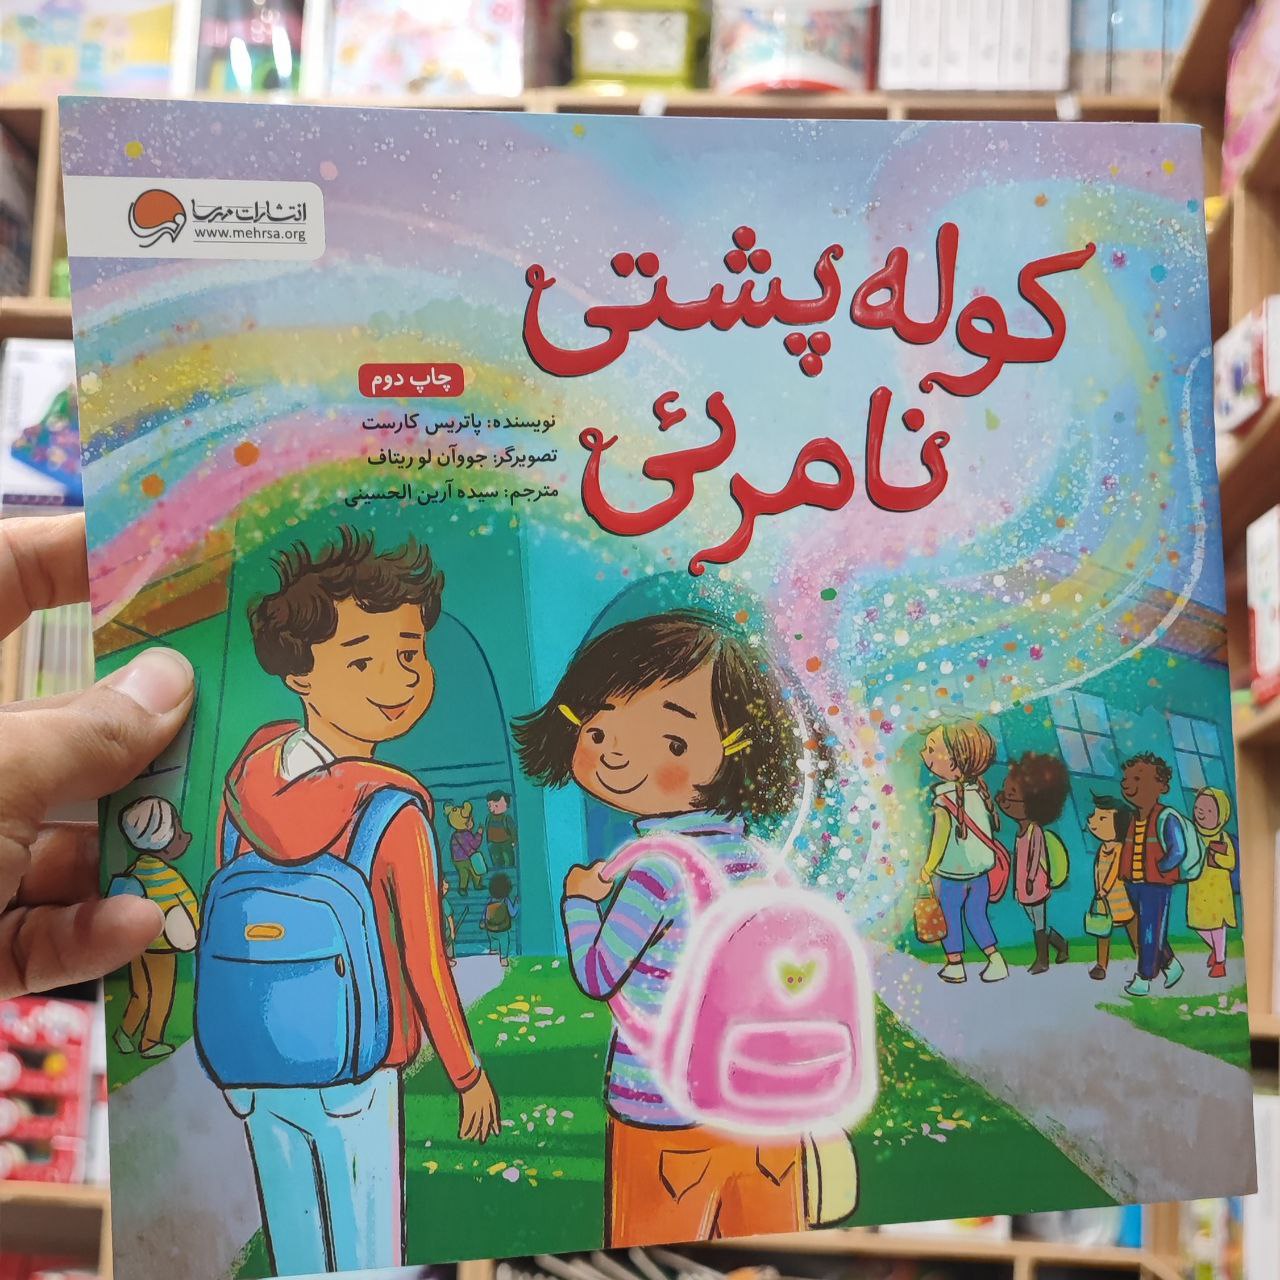 انتشارات مهرسا
www.mehrsa.org
کوله‌پشتی
نامرئی
چاپ دوم
نویسنده: پاتریس کارست
تصویرگر: جووآن لو ریتاف
مترجم: سیده آرین الحسینی